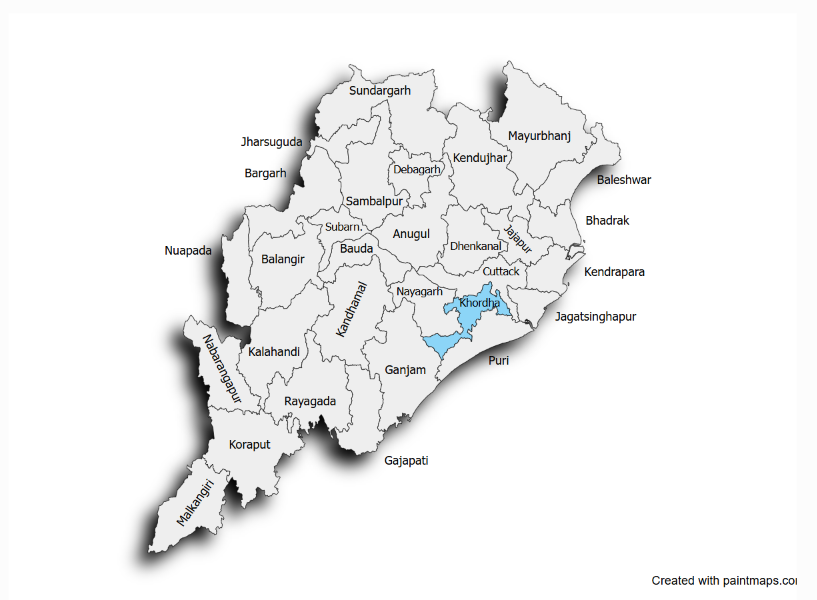 Sundargarh
Mayurbhanj
Jharsuguda
Kendujhar
Debagarh
Bargarh
Baleshwar
Sambalpur
Bhadrak
Subarn.
Anugul
Jajapur
Dhenkanal
Nuapada
Bauda
Balangir
Cuttack
Kendrapara
Nayagarh
Khordha
Kandhamal
Jagatsinghapur
Nabarangapur
Kalahandi
Puri
Ganjam
Rayagada
Koraput
Gajapati
Malkangiri
Created with paintmaps.co